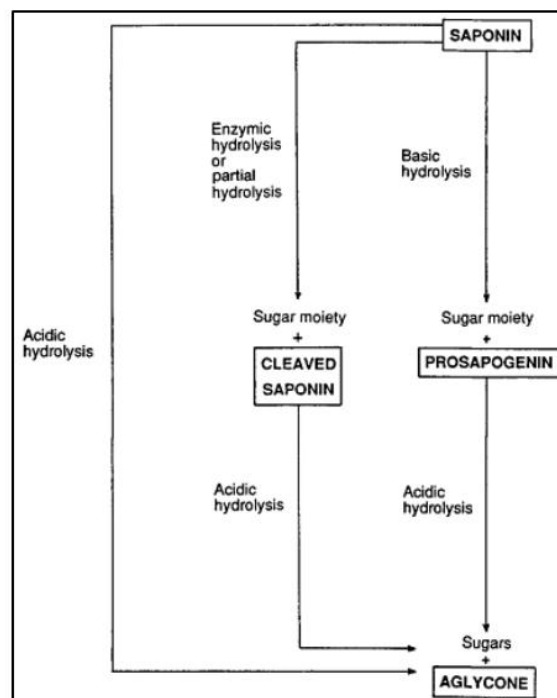 SAPONIN
Enzymic
hydrolysis
or
partial
hydrolysis
Basic
hydrolysis
Acidic
hydrolysis
Sugar moiety
+
CLEAVED
SAPONIN
Sugar moiety
+
PROSAPOGENIN
Acidic
hydrolysis
Acidic
hydrolysis
Sugars
+
AGLYCONE